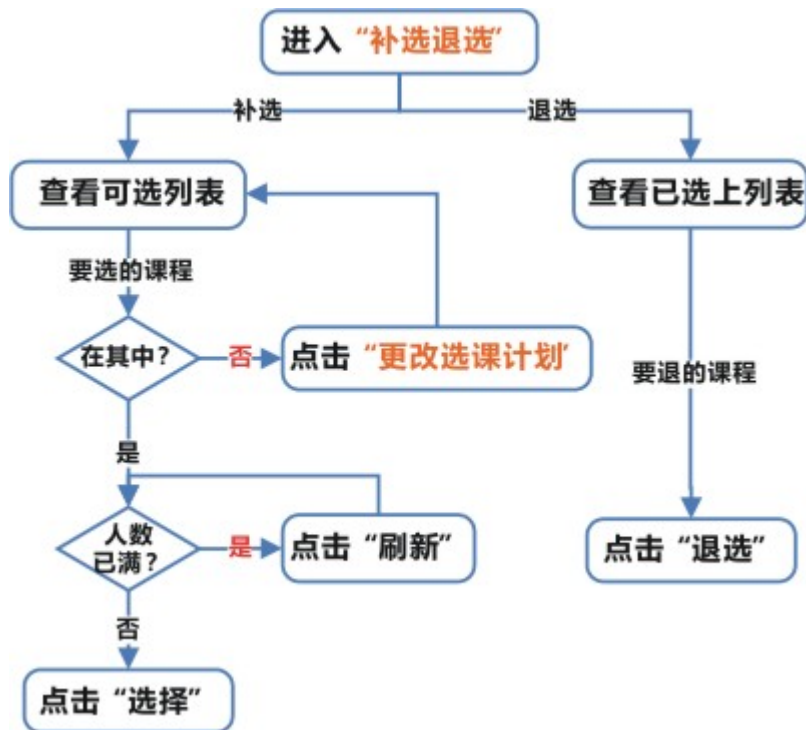 进入“补选退选”
补选
退选
查看可选列表
查看已选上列表
要选的课程
在其中？
否
点击“更改选课计划”
要退的课程
是
人数
已满？
是
点击“刷新”
点击“退选”
否
点击“选择”